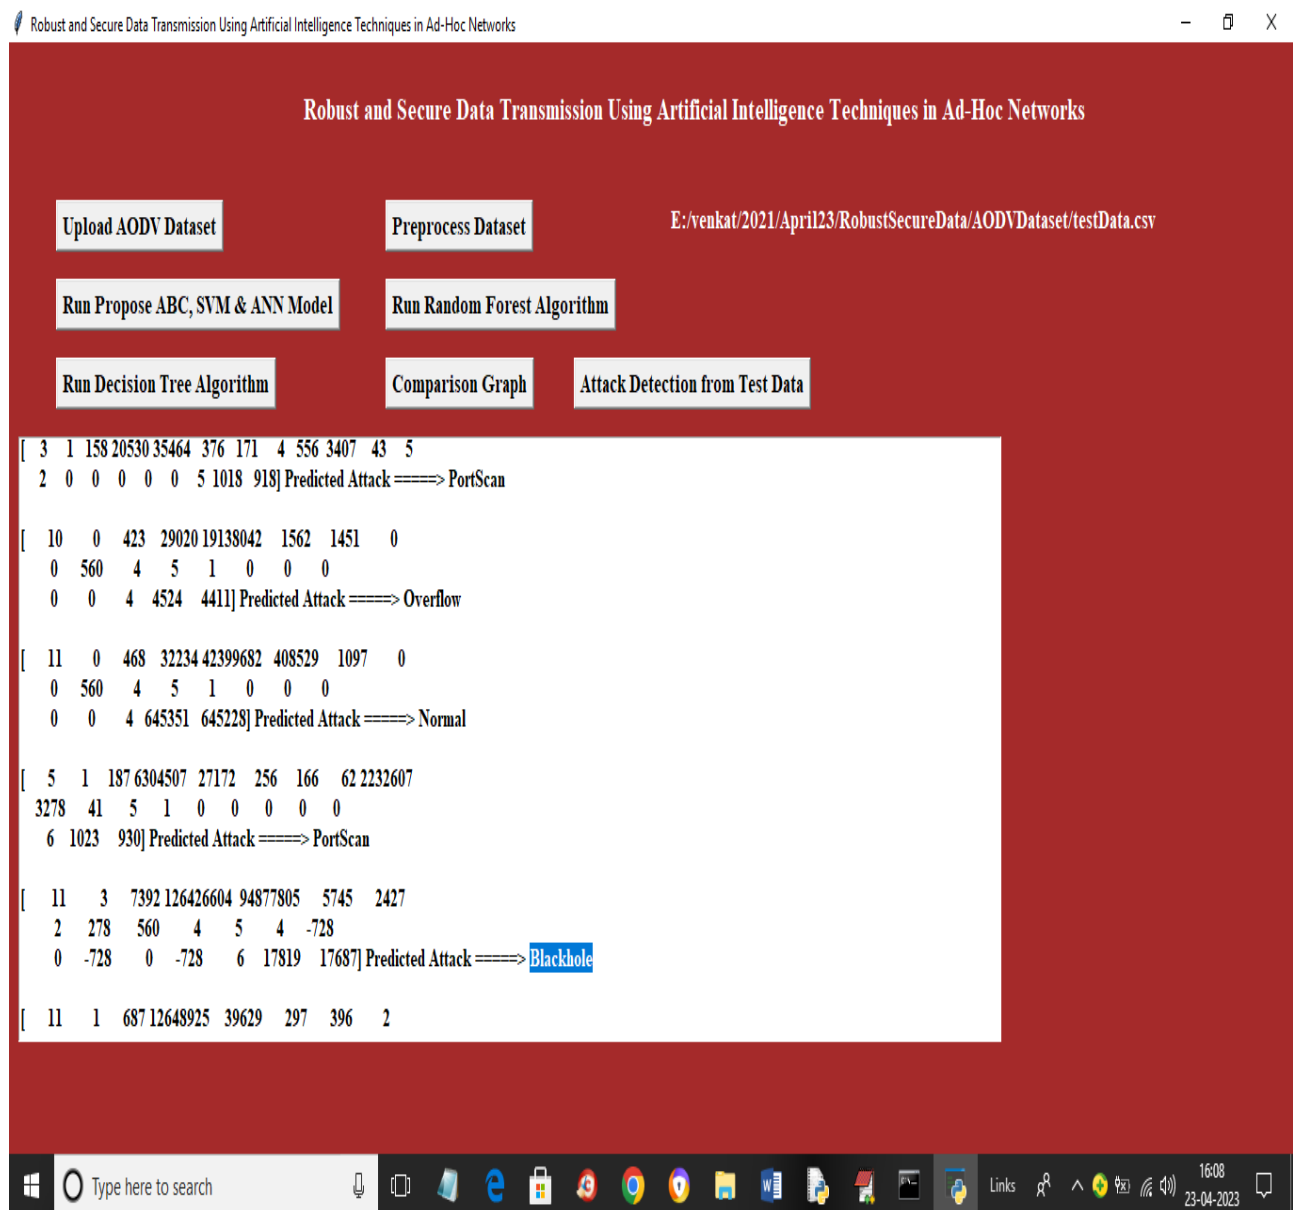 Robust and Secure Data Transmission Using Artificial Intelligence Techniques in Ad-Hoc Networks
Robust and Secure Data Transmission Using Artificial Intelligence Techniques in Ad-Hoc Networks
Upload AODV Dataset
Preprocess Dataset
E:/venkat/2021/April23/RobustSecureData/AODVDataset/testData.csv
Run Propose ABC, SVM & ANN Model
Run Random Forest Algorithm
Run Decision Tree Algorithm
Comparison Graph
Attack Detection from Test Data
[ 3 1 158 20530 35464 376 171 4 556 3407 43 5
2 0 0 0 0 0 5 1018 918] Predicted Attack =====> PortScan
[ 10 0 423 29020 19138042 1562 1451 0
0 560 4 5 1 0 0 0
0 0 4 4524 4411] Predicted Attack =====> Overflow
[ 11 0 468 32234 42399682 408529 1097 0
0 560 4 5 1 0 0 0
0 0 4 645351 645228] Predicted Attack =====> Normal
[ 5 1 187 6304507 27172 256 166 62 2232607
3278 41 5 1 0 0 0 0 0
6 1023 930] Predicted Attack =====> PortScan
[ 11 3 7392 126426604 94877805 5745 2427
2 278 560 4 5 4 -728
0 -728 0 -728 6 17819 17687] Predicted Attack =====> Blackhole
[ 11 1 687 12648925 39629 297 396 2
Type here to search
Links
16:08
23-04-2023